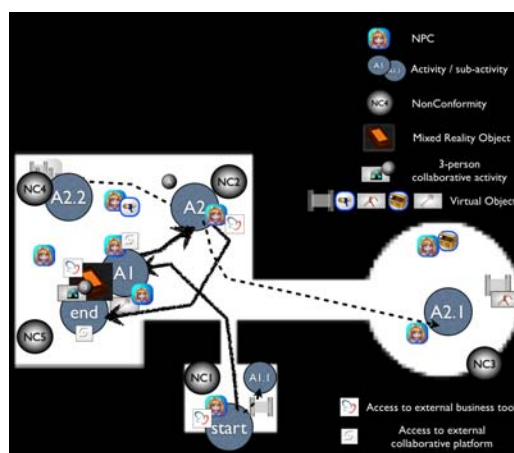 NPC
A1
A1.1
Activity / sub-activity
NC4
NonConformity
Mixed Reality Object
3-person
collaborative activity
Virtual Object
NC4
A2.2
A2
NC2
A1
end
NC5
A2.1
NC3
NC1
A1.1
start
Access to external business tool
Access to external
collaborative platform